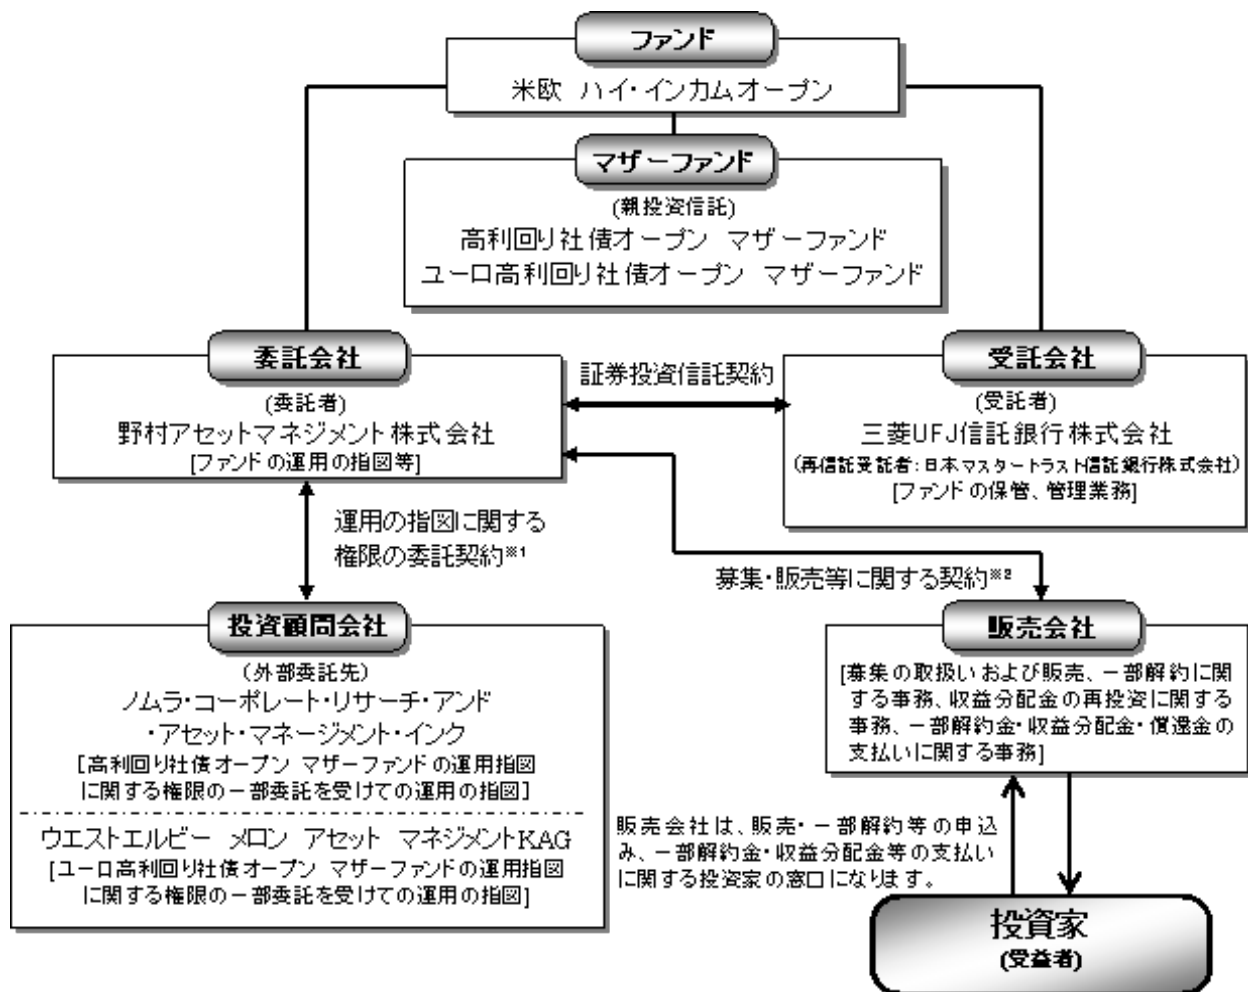 ファンド
米欧 ハイ・インカムオープン
マザーファンド
(親投資信託)
高利回り社債オープン マザーファンド
ユーロ高利回り社債オープン マザーファンド
委託会社
(委託者)
野村アセットマネジメント株式会社
[ファンドの運用の指図等]
証券投資信託契約
受託会社
(受託者)
三菱UFJ信託銀行株式会社
(再信託受託者:日本マスタートラスト信託銀行株式会社)
[ファンドの保管、管理業務]
運用の指図に関する
権限の委託契約※1
募集・販売等に関する契約※2
投資顧問会社
(外部委託先)
ノムラ・コーポレート・リサーチ・アンド
・アセット・マネージメント・インク
[高利回り社債オープン マザーファンドの運用指図
に関する権限の一部委託を受けての運用の指図]
ウエストエルビー メロン アセット マネジメントKAG
[ユーロ高利回り社債オープン マザーファンドの運用指図
に関する権限の一部委託を受けての運用の指図]
販売会社
[募集の取扱いおよび販売、一部解約に関
する事務、収益分配金の再投資に関する
事務、一部解約金・収益分配金・償還金の
支払いに関する事務]
販売会社は、販売・一部解約等の申込
み、一部解約金・収益分配金等の支払い
に関する投資家の窓口になります。
投資家
(受益者)